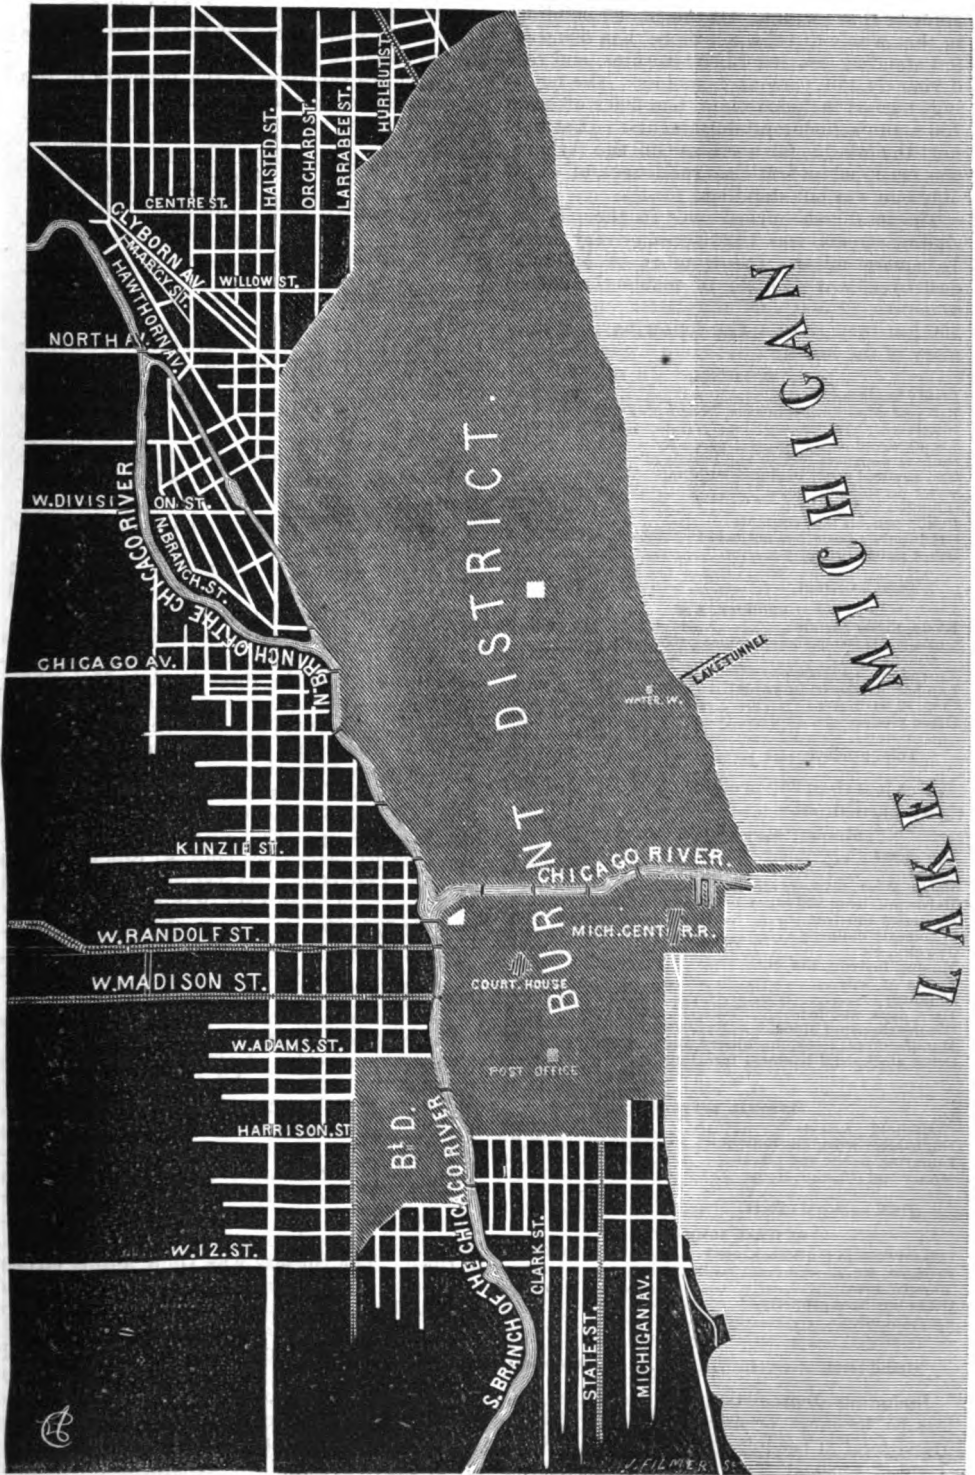 HURLBUT ST.
HALSTED ST.
ORCHARD ST.
LARRABEE ST.
CENTRE ST.
CLYBORN AV.
MARCY ST.
HAWTHORN AV.
WILLOW ST.
NORTH AV.
W. DIVISION ST.
N. BRANCH ST.
N. BRANCH OF THE CHICAGO RIVER
CHICAGO AV.
LAKE TUNNEL
WATER W.
LAKE MICHIGAN
BURNT DISTRICT.
KINZIE ST.
CHICAGO RIVER.
W. RANDOLF ST.
MICH. CENT. R.R.
W. MADISON ST.
COURT. HOUSE
W. ADAMS. ST.
POST OFFICE
HARRISON. ST
Bt D.
S. BRANCH OF THE CHICACO RIVER
W. 12. ST.
CLARK ST.
STATE ST.
MICHIGAN AV.
J. FILMER. Sc